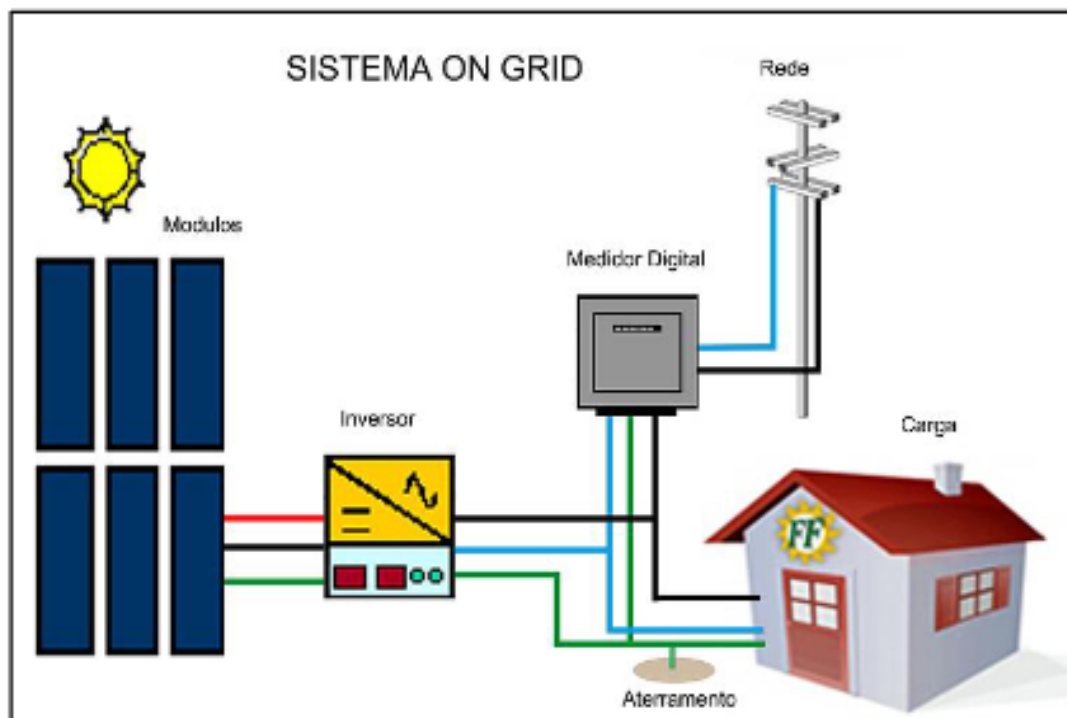 SISTEMA ON GRID
Rede
Modulos
Medidor Digital
Inversor
Carga
FF
Aterramento